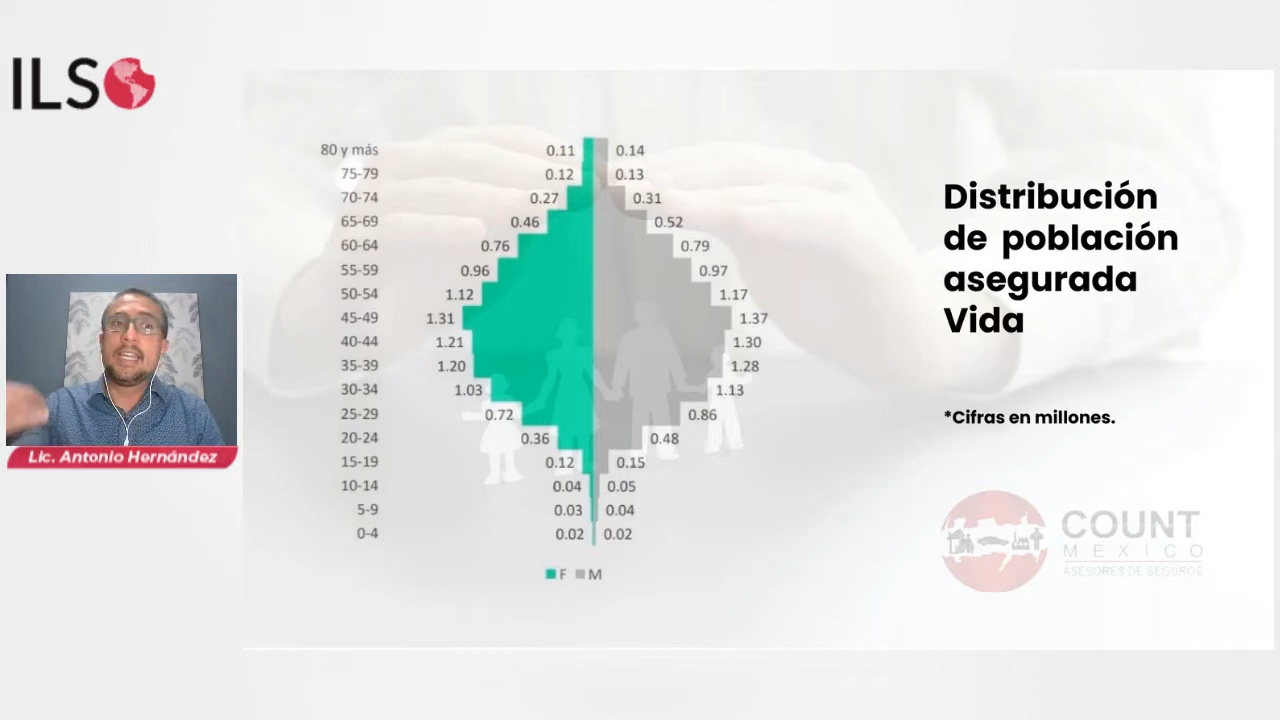 ILS
80 y más 0.11 0.14
75-79 0.12 0.13
70-74 0.27 0.31
65-69 0.46 0.52
60-64 0.76 0.79
55-59 0.96 0.97
50-54 1.12 1.17
45-49 1.31 1.37
40-44 1.21 1.30
35-39 1.20 1.28
30-34 1.03 1.13
25-29 0.72 0.86
20-24 0.36 0.48
15-19 0.12 0.15
10-14 0.04 0.05
5-9 0.03 0.04
0-4 0.02 0.02
F M
Distribución
de población
asegurada
Vida
*Cifras en millones.
Lic. Antonio Hernández
COUNT
MEXICO
ASESORES DE SEGUROS